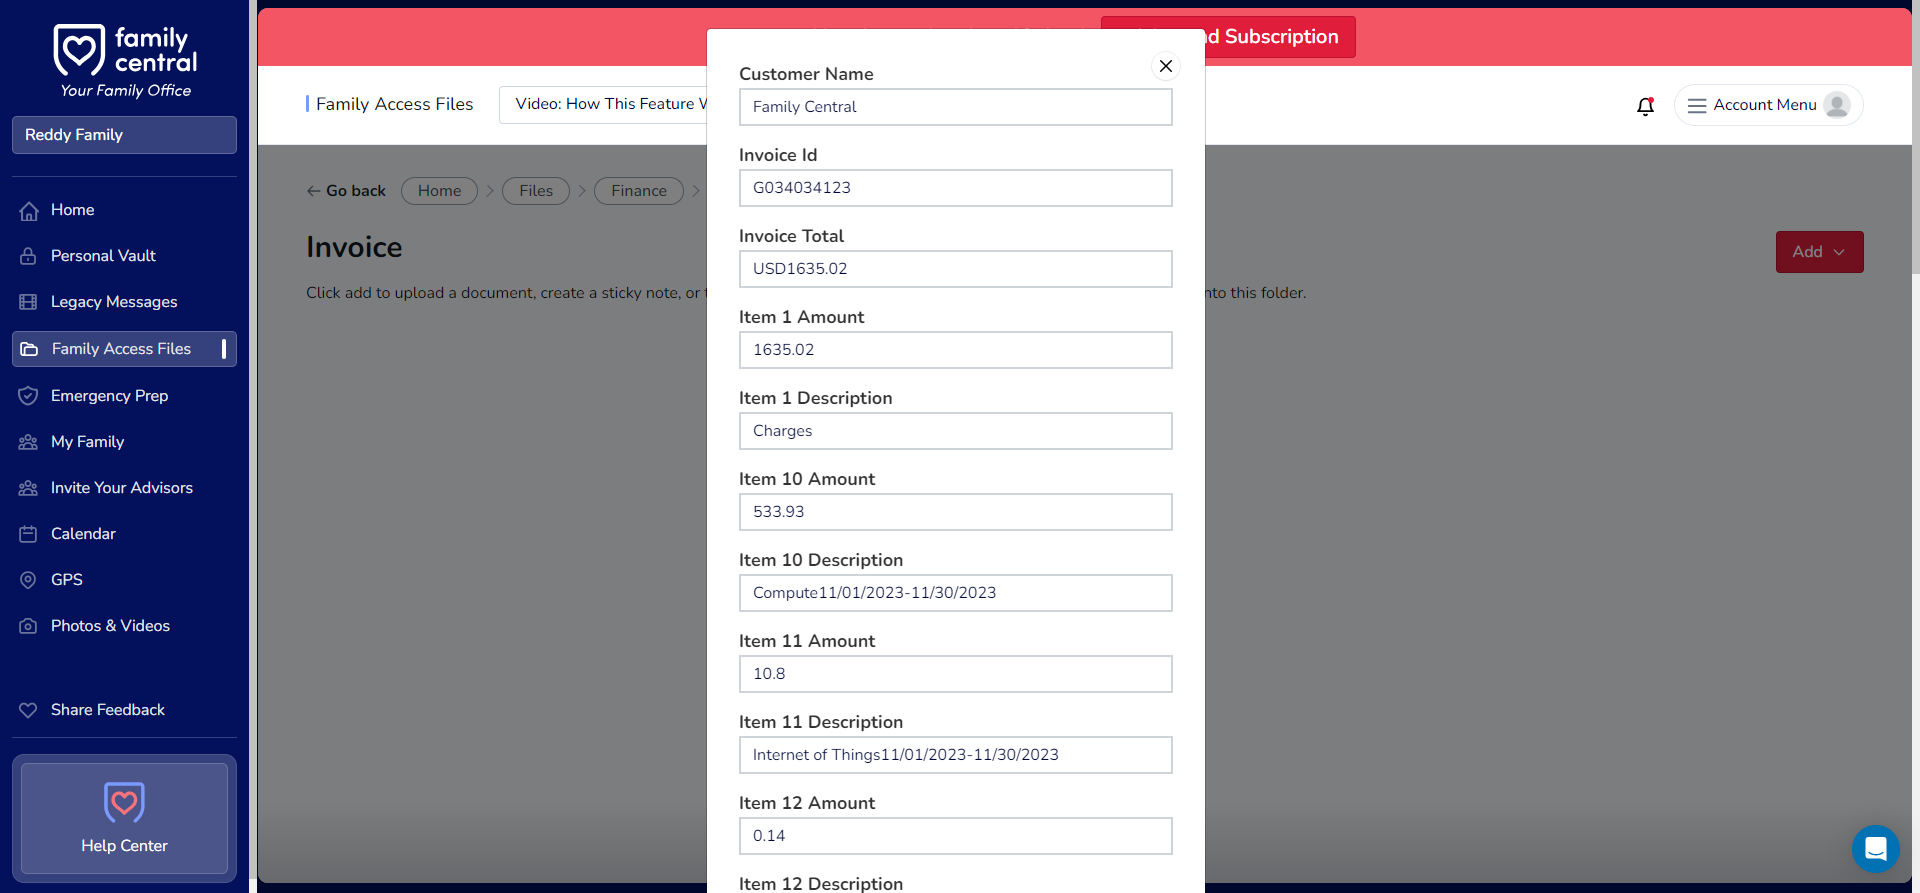 family
central
Your Family Office
Reddy Family
Home
Personal Vault
Legacy Messages
Family Access Files
Emergency Prep
My Family
Invite Your Advisors
Calendar
GPS
Photos & Videos
Share Feedback
Help Center
Subscription
Family Access Files
Video: How This Feature
Account Menu
Go back
Home
Files
Finance
Invoice
Add
Click add to upload a document, create a sticky note, or
this folder.
Customer Name
Family Central
Invoice Id
G034034123
Invoice Total
USD1635.02
Item 1 Amount
1635.02
Item 1 Description
Charges
Item 10 Amount
533.93
Item 10 Description
Compute11/01/2023-11/30/2023
Item 11 Amount
10.8
Item 11 Description
Internet of Things11/01/2023-11/30/2023
Item 12 Amount
0.14
Item 12 Description